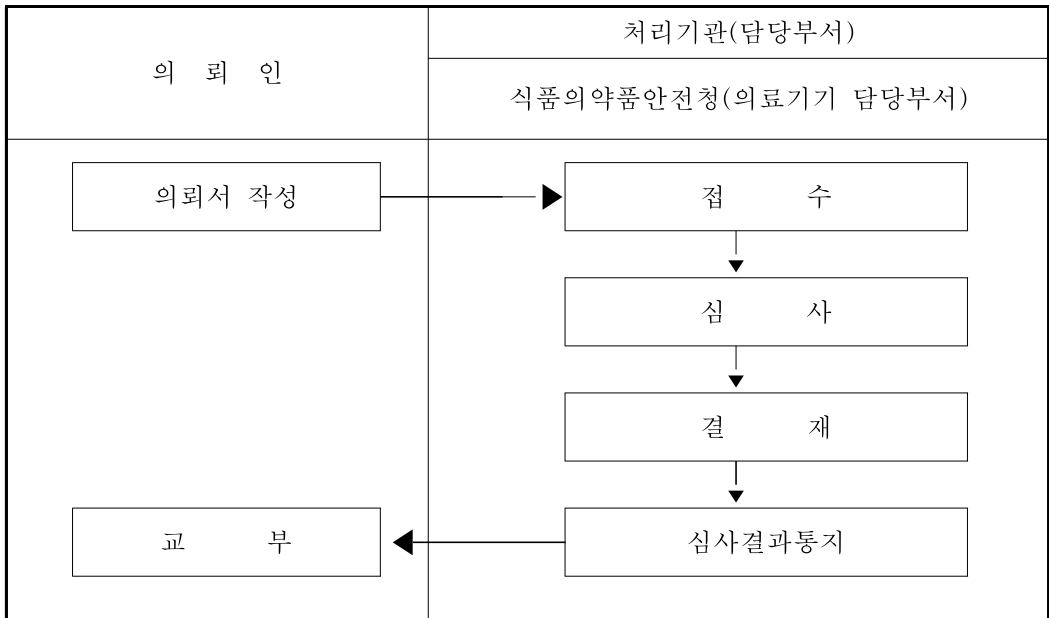 의 뢰 인
처리기관(담당부서)
식품의약품안전청(의료기기 담당부서)
의뢰서 작성
접 수
심 사
결 재
심사결과통지
교 부